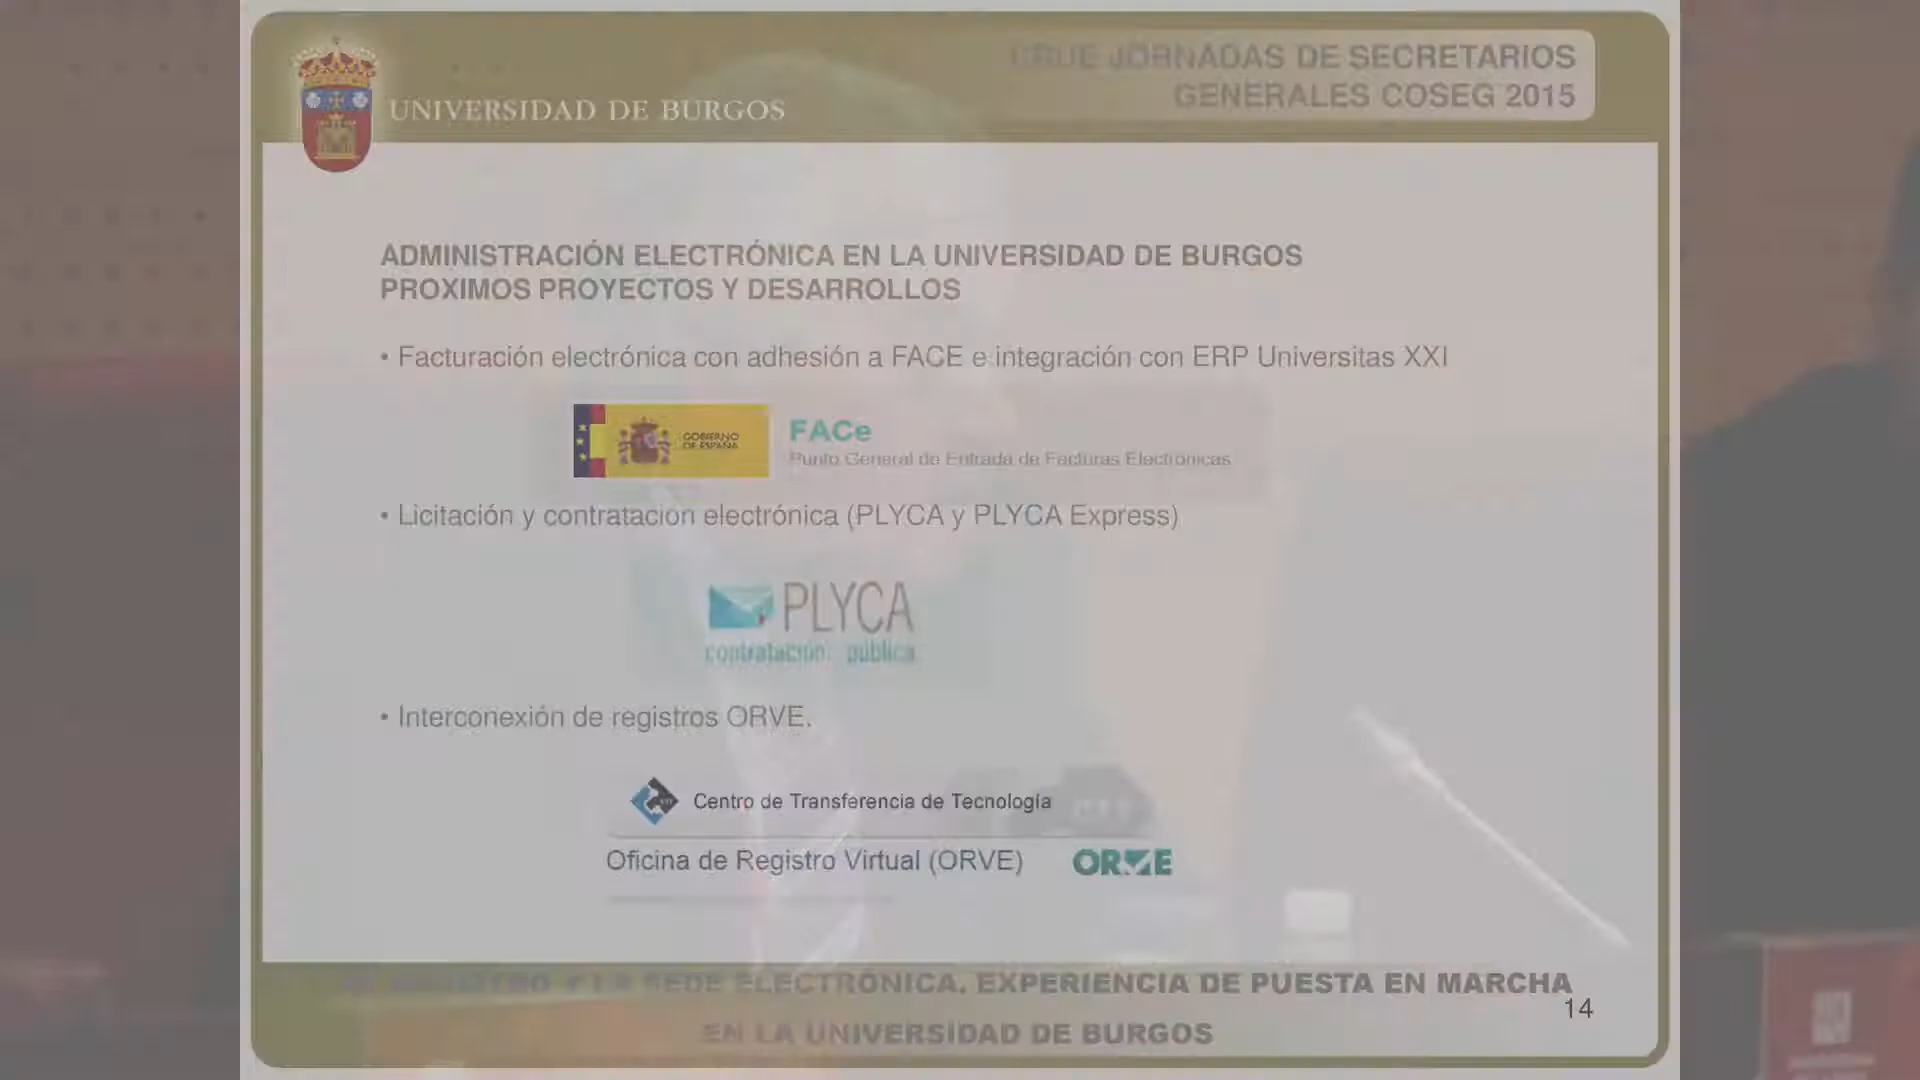 CRUE JORNADAS DE SECRETARIOS
GENERALES COSEG 2015
UNIVERSIDAD DE BURGOS
ADMINISTRACIÓN ELECTRÓNICA EN LA UNIVERSIDAD DE BURGOS
PROXIMOS PROYECTOS Y DESARROLLOS
• Facturación electrónica con adhesión a FACE e integración con ERP Universitas XXI
GOBIERNO
DE ESPAÑA
FACe
Punto General de Entrada de Facturas Electrónicas
• Licitación y contratación electrónica (PLYCA y PLYCA Express)
PLYCA
contratación pública
• Interconexión de registros ORVE.
Centro de Transferencia de Tecnología
Oficina de Registro Virtual (ORVE)
ORVE
SEDE ELECTRÓNICA. EXPERIENCIA DE PUESTA EN MARCHA
EN LA UNIVERSIDAD DE BURGOS
14